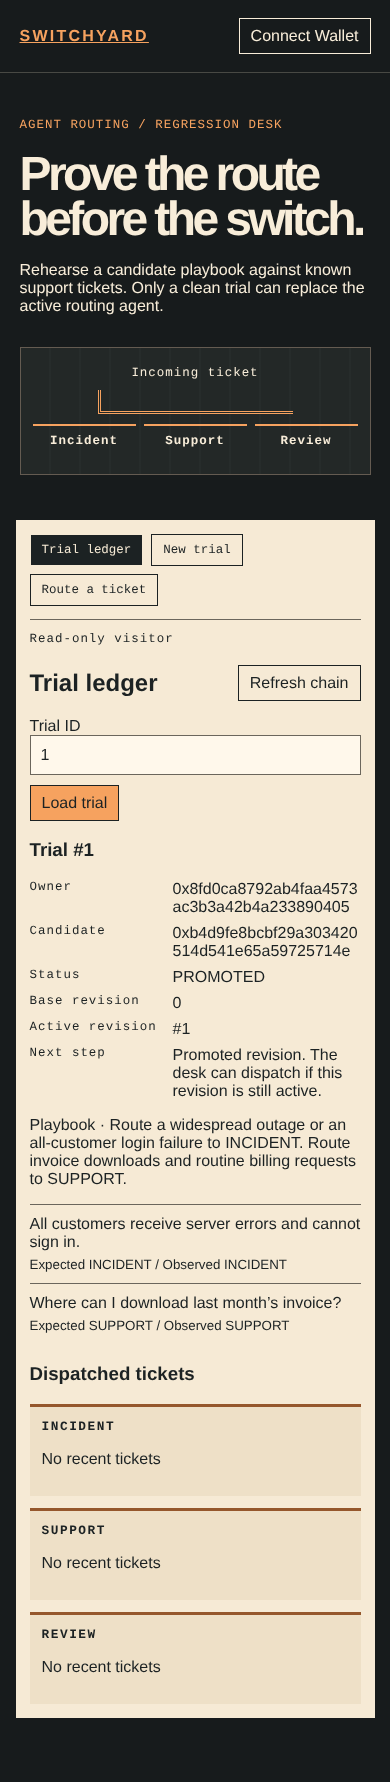 SWITCHYARD
Connect Wallet
AGENT ROUTING / REGRESSION DESK
Prove the route
before the switch.
Rehearse a candidate playbook against known
support tickets. Only a clean trial can replace the
active routing agent.
Incoming ticket
Incident
Support
Review
Trial ledger
New trial
Route a ticket
Read-only visitor
Trial ledger
Refresh chain
Trial ID
1
Load trial
Trial #1
Owner
0x8fd0ca8792ab4faa4573
ac3b3a42b4a233890405
Candidate
0xb4d9fe8bcbf29a303420
514d541e65a59725714e
Status
PROMOTED
Base revision
0
Active revision
#1
Next step
Promoted revision. The
desk can dispatch if this
revision is still active.
Playbook · Route a widespread outage or an
all-customer login failure to INCIDENT. Route
invoice downloads and routine billing requests
to SUPPORT.
All customers receive server errors and cannot
sign in.
Expected INCIDENT / Observed INCIDENT
Where can I download last month’s invoice?
Expected SUPPORT / Observed SUPPORT
Dispatched tickets
INCIDENT
No recent tickets
SUPPORT
No recent tickets
REVIEW
No recent tickets